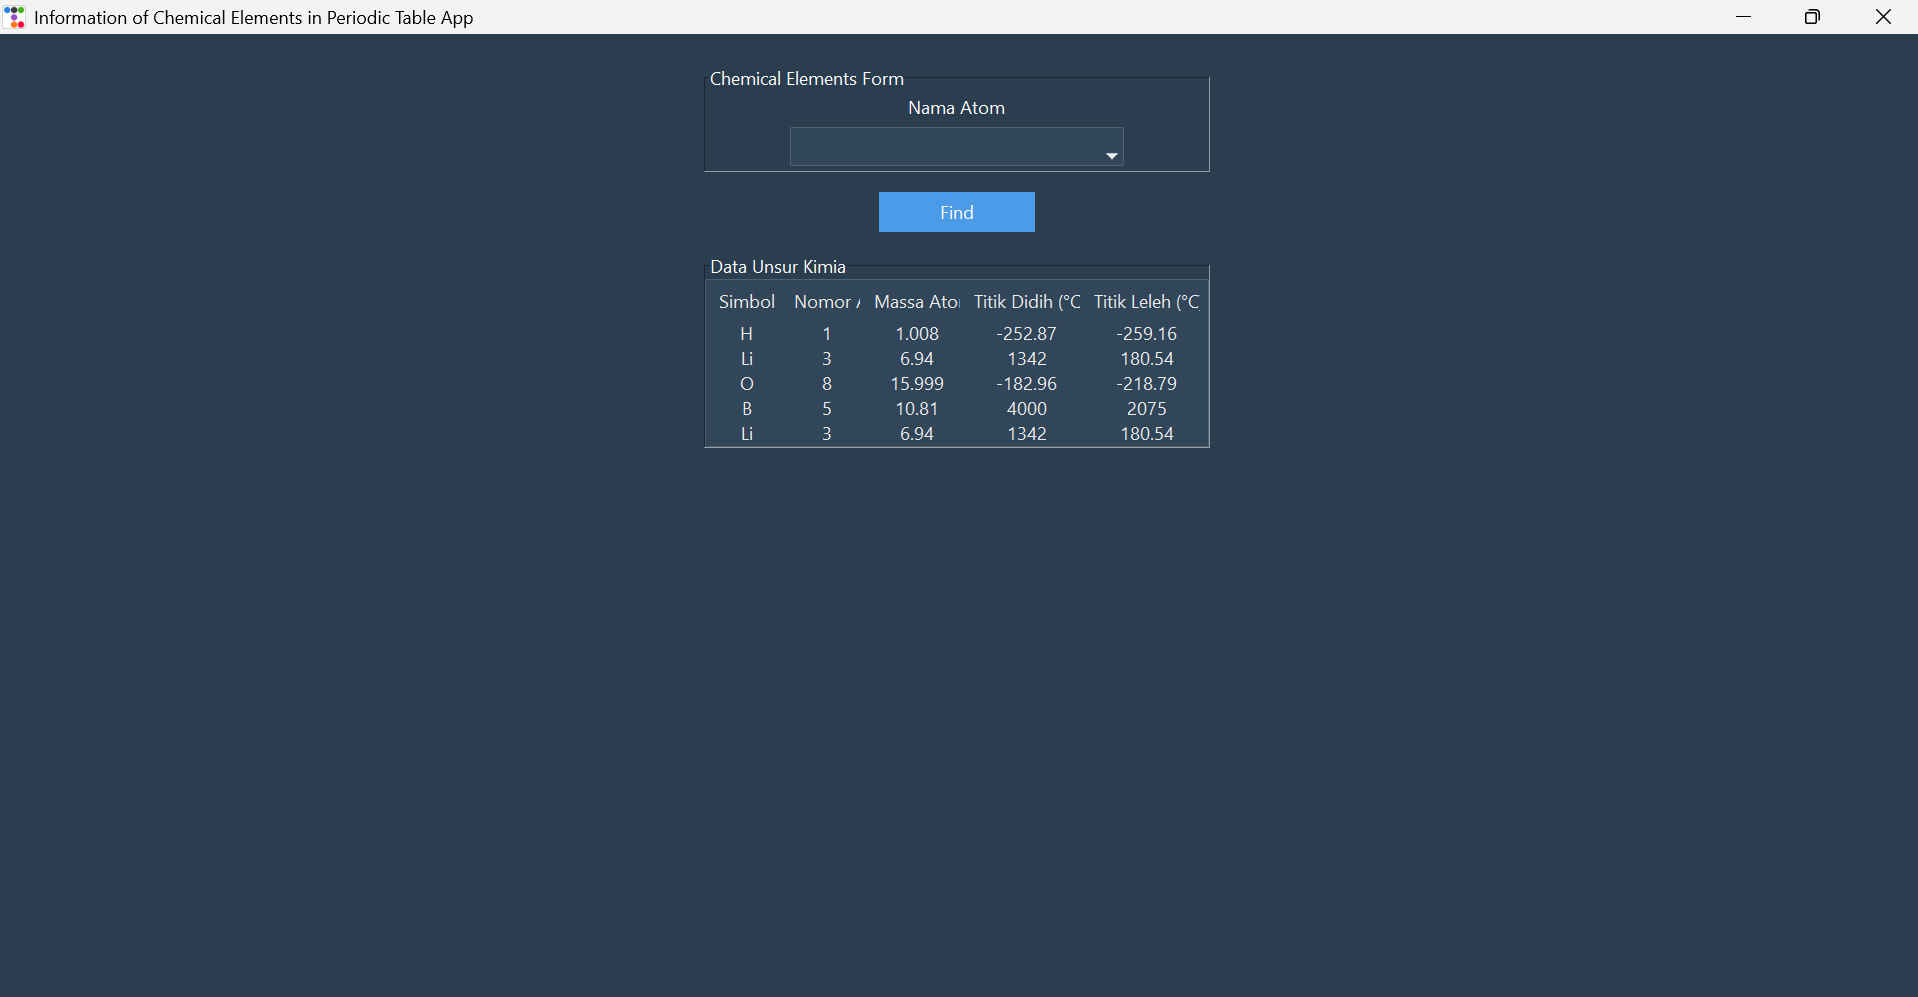 Information of Chemical Elements in Periodic Table App
Chemical Elements Form
Nama Atom
Find
Data Unsur Kimia
Simbol Nomor Massa Titik Didih (°C Titik Leleh (°C
H 1 1.008 -252.87 -259.16
Li 3 6.94 1342 180.54
O 8 15.999 -182.96 -218.79
B 5 10.81 4000 2075
Li 3 6.94 1342 180.54